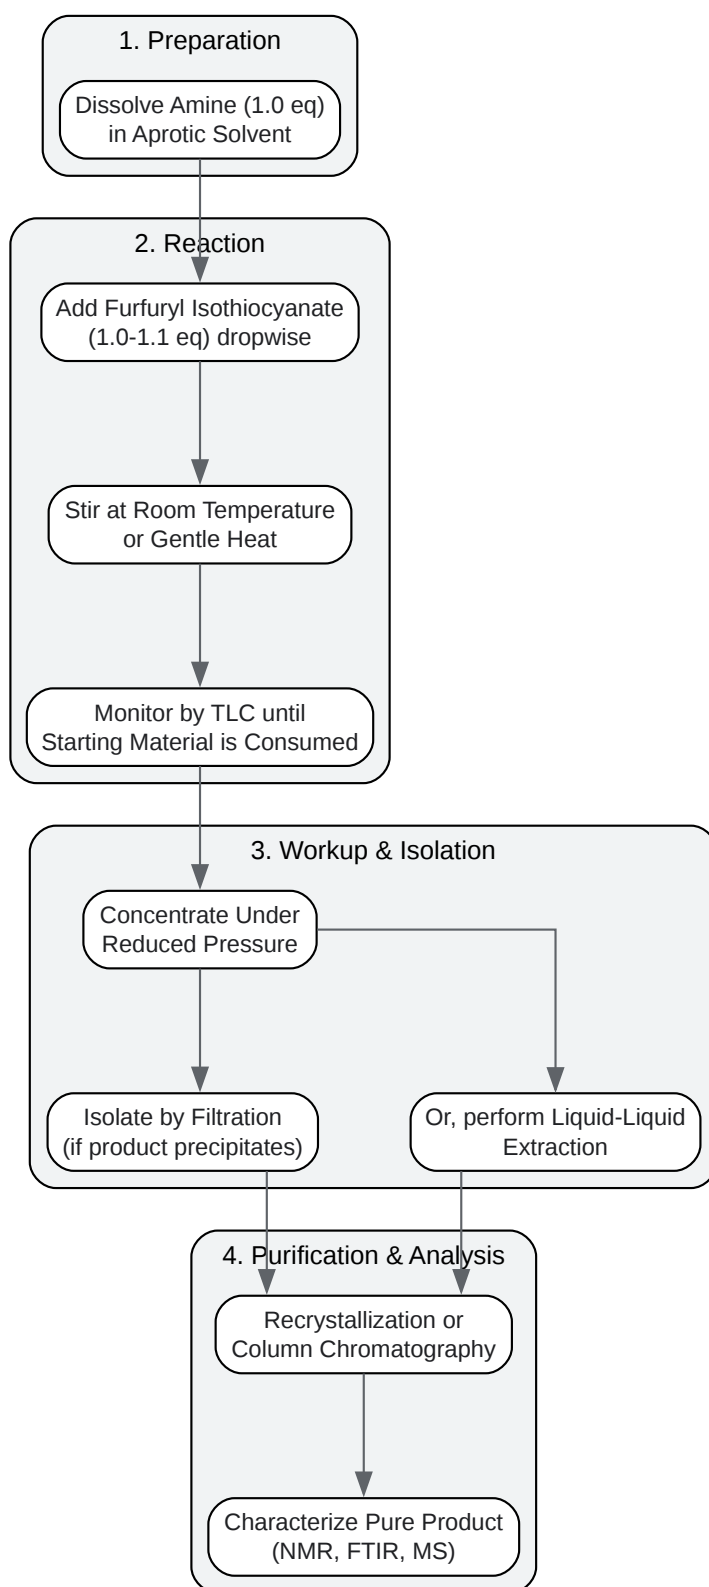 1. Preparation
Dissolve Amine (1.0 eq)
in Aprotic Solvent
2. Reaction
Add Furfuryl Isothiocyanate
(1.0-1.1 eq) dropwise
Stir at Room Temperature
or Gentle Heat
Monitor by TLC until
Starting Material is Consumed
3. Workup & Isolation
Concentrate Under
Reduced Pressure
Isolate by Filtration
(if product precipitates)
Or, perform Liquid-Liquid
Extraction
4. Purification & Analysis
Recrystallization or
Column Chromatography
Characterize Pure Product
(NMR, FTIR, MS)